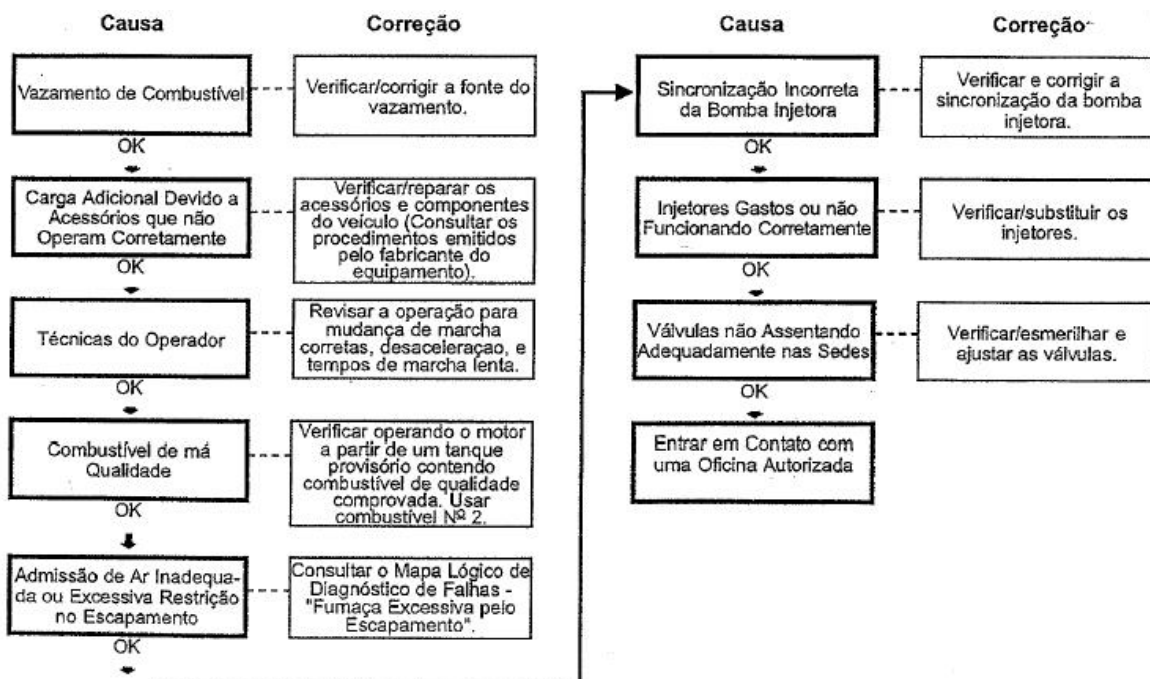 Causa
Correção
Vazamento de Combustível
Verificar/corrigir a fonte do
vazamento.
OK
Carga Adicional Devido a
Acessórios que não
Operam Corretamente
Verificar/reparar os
acessórios e componentes
do veículo (Consultar os
procedimentos emitidos
pelo fabricante do
equipamento).
OK
Técnicas do Operador
Revisar a operação para
mudança de marcha
corretas, desaceleraçao, e
tempos de marcha lenta.
OK
Combustível de má
Qualidade
Verificar operando o motor
a partir de um tanque
provisório contendo
combustível de qualidade
comprovada. Usar
combustível Nº 2.
OK
Admissão de Ar Inadequa-
da ou Excessiva Restrição
no Escapamento
Consultar o Mapa Lógico de
Diagnóstico de Falhas -
"Fumaça Excessiva pelo
Escapamento".
OK
Causa
Correção
Sincronização Incorreta
da Bomba Injetora
Verificar e corrigir a
sincronização da bomba
injetora.
OK
Injetores Gastos ou não
Funcionando Corretamente
Verificar/substituir os
injetores.
OK
Válvulas não Assentando
Adequadamente nas Sedes
Verificar/esmerilhar e
ajustar as válvulas.
OK
Entrar em Contato com
uma Oficina Autorizada